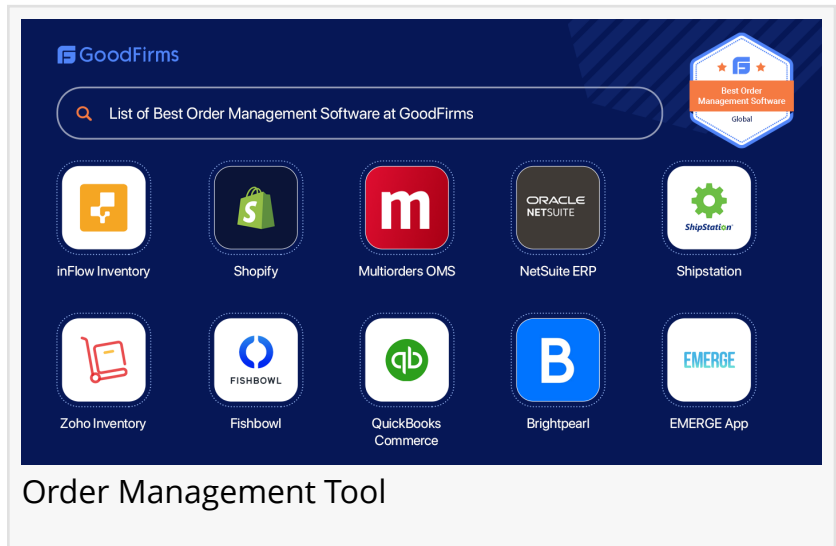 GoodFirms
Best Order
Management Software
Global
List of Best Order Management Software at GoodFirms
S
m
ORACLE
NETSUITE
ShipStation
inFlow Inventory
Shopify
Multiorders OMS
NetSuite ERP
Shipstation
FISHBOWL
qb
B
EMERGE
Zoho Inventory
Fishbowl
QuickBooks
Commerce
Brightpearl
EMERGE App
Order Management Tool